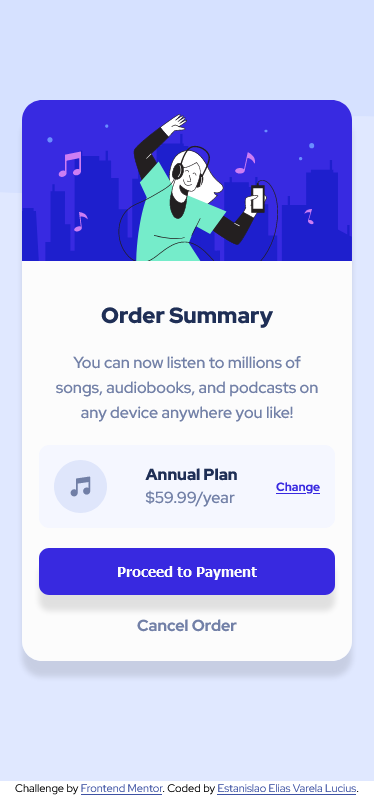 Order Summary
You can now listen to millions of
songs, audiobooks, and podcasts on
any device anywhere you like!
Annual Plan
$59.99/year
Change
Proceed to Payment
Cancel Order
Challenge by Frontend Mentor. Coded by Estanislao Elias Varela Lucius.